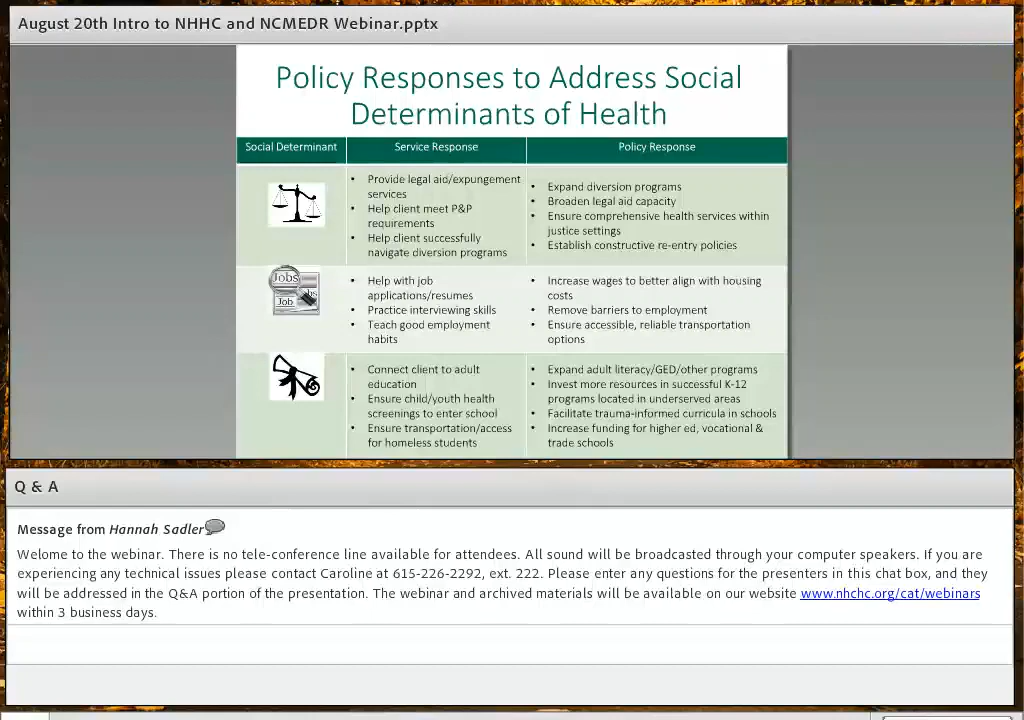 August 20th Intro to NHHC and NCMEDR Webinar.pptx
Policy Responses to Address Social
Determinants of Health
Social Determinant
Service Response
Policy Response
• Provide legal aid/expungement
services
• Help client meet P&P
requirements
• Help client successfully
navigate diversion programs
• Expand diversion programs
• Broaden legal aid capacity
• Ensure comprehensive health services within
justice settings
• Establish constructive re-entry policies
Jobs
Job
• Help with job
applications/resumes
• Practice interviewing skills
• Teach good employment
habits
• Increase wages to better align with housing
costs
• Remove barriers to employment
• Ensure accessible, reliable transportation
options
• Connect client to adult
education
• Ensure child/youth health
screenings to enter school
• Ensure transportation/access
for homeless students
• Expand adult literacy/GED/other programs
• Invest more resources in successful K-12
programs located in underserved areas
• Facilitate trauma-informed curricula in schools
• Increase funding for higher ed, vocational &
trade schools
Q & A
Message from Hannah Sadler
Welome to the webinar. There is no tele-conference line available for attendees. All sound will be broadcasted through your computer speakers. If you are
experiencing any technical issues please contact Caroline at 615-226-2292, ext. 222. Please enter any questions for the presenters in this chat box, and they
will be addressed in the Q&A portion of the presentation. The webinar and archived materials will be available on our website www.nhchc.org/cat/webinars
within 3 business days.